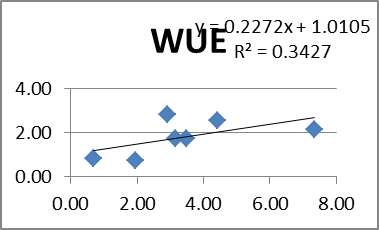 y = 0.2272x + 1.0105
WUE
R² = 0.3427
4.00
2.00
0.00
0.00 2.00 4.00 6.00 8.00